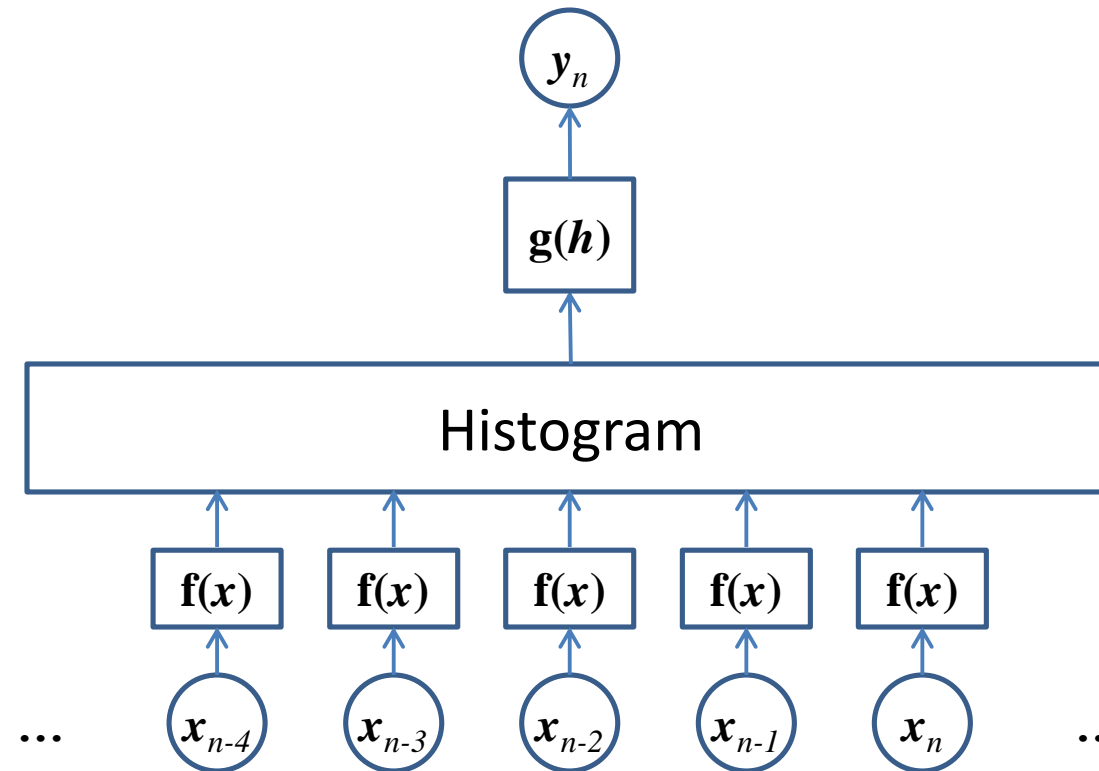 yn
g(h)
Histogram
f(x) f(x) f(x) f(x) f(x)
... xn-4 xn-3 xn-2 xn-1 xn ..